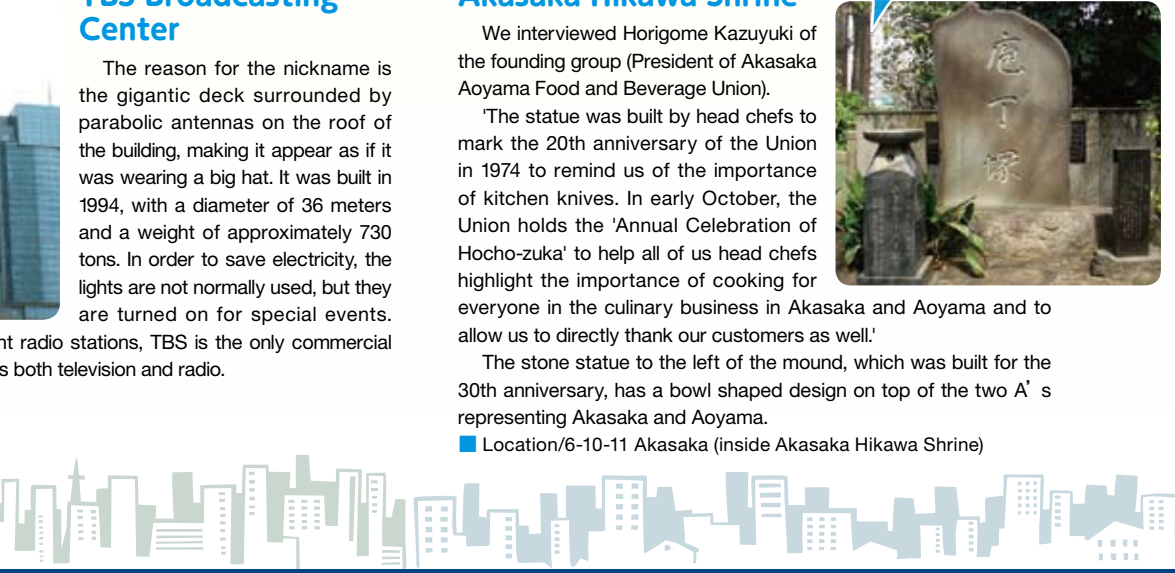 TBS Broadcasting
Center
The reason for the nickname is
the gigantic deck surrounded by
parabolic antennas on the roof of
the building, making it appear as if it
was wearing a big hat. It was built in
1994, with a diameter of 36 meters
and a weight of approximately 730
tons. In order to save electricity, the
lights are not normally used, but they
are turned on for special events.
nt radio stations, TBS is the only commercial
s both television and radio.
Akasaka Hikawa Shrine
We interviewed Horigome Kazuyuki of
the founding group (President of Akasaka
Aoyama Food and Beverage Union).
'The statue was built by head chefs to
mark the 20th anniversary of the Union
in 1974 to remind us of the importance
of kitchen knives. In early October, the
Union holds the 'Annual Celebration of
Hocho-zuka' to help all of us head chefs
highlight the importance of cooking for
everyone in the culinary business in Akasaka and Aoyama and to
allow us to directly thank our customers as well.'
The stone statue to the left of the mound, which was built for the
30th anniversary, has a bowl shaped design on top of the two A's
representing Akasaka and Aoyama.
■ Location/6-10-11 Akasaka (inside Akasaka Hikawa Shrine)
庖丁塚